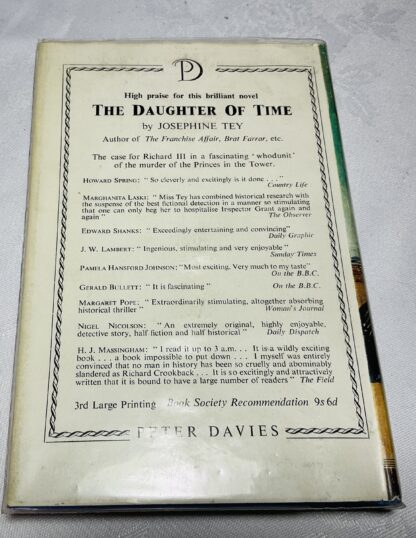 PD
High praise for this brilliant novel
THE DAUGHTER OF TIME
by JOSEPHINE TEY
Author of The Franchise Affair, Brat Farrar, etc.
The case for Richard III in a fascinating 'whodunit'
of the murder of the Princes in the Tower.
HOWARD SPRING: "So cleverly and excitingly is it done . . ."
Country Life
MARGHANITA LASKI: "Miss Tey has combined historical research with
the suspense of the best fictional detection in a manner so stimulating
that one can only beg her to hospitalise Inspector Grant again and
again"
The Observer
EDWARD SHANKS: "Exceedingly entertaining and convincing"
Daily Graphic
J. W. LAMBERT: "Ingenious, stimulating and very enjoyable"
Sunday Times
PAMELA HANSFORD JOHNSON: "Most exciting. Very much to my taste"
On the B.B.C.
GERALD BULLETT: "It is fascinating"
On the B.B.C.
MARGARET POPE: "Extraordinarily stimulating, altogether absorbing
historical thriller"
Woman's Journal
NIGEL NICOLSON: "An extremely original, highly enjoyable,
detective story, half fiction and half historical"
Daily Dispatch
H. J. MASSINGHAM: "I read it up to 3 a.m. . . It is a wildly exciting
book . . . a book impossible to put down . . . I myself was entirely
convinced that no man in history has been so cruelly and abominably
slandered as Richard Crookback . . . It is so excitingly and attractively
written that it is bound to have a large number of readers" The Field
3rd Large Printing Book Society Recommendation 9s 6d
PETER DAVIES